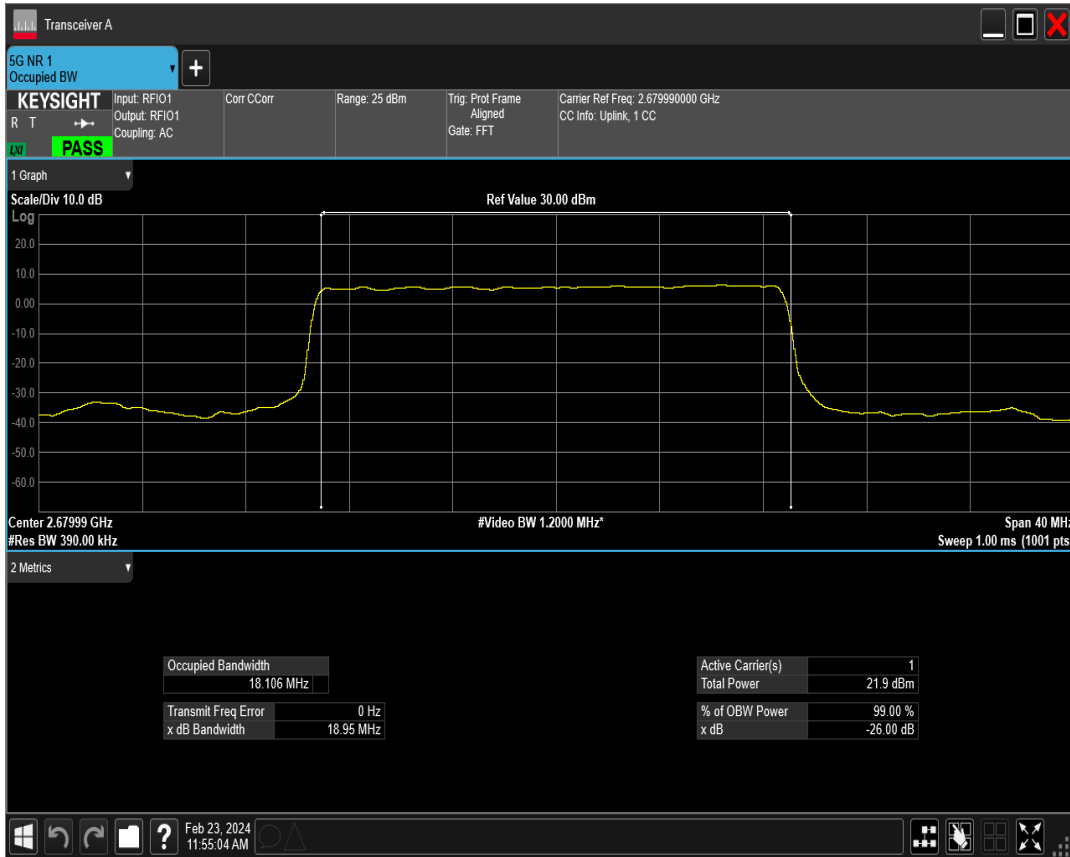 Transceiver A
5G NR 1
Occupied BW
KEYSIGHT
R T
LXI
PASS
Input: RFIO1
Output: RFIO1
Coupling: AC
Corr CCorr
Range: 25 dBm
Trig: Prot Frame
Aligned
Gate: FFT
Carrier Ref Freq: 2.679990000 GHz
CC Info: Uplink, 1 CC
1 Graph
Scale/Div 10.0 dB
Ref Value 30.00 dBm
Log
20.0
10.0
0.00
-10.0
-20.0
-30.0
-40.0
-50.0
-60.0
Center 2.67999 GHz
#Video BW 1.2000 MHz*
Span 40 MHz
#Res BW 390.00 kHz
Sweep 1.00 ms (1001 pts
2 Metrics
Occupied Bandwidth
18.106 MHz
Transmit Freq Error 0 Hz
x dB Bandwidth 18.95 MHz
Active Carrier(s) 1
Total Power 21.9 dBm
% of OBW Power 99.00 %
x dB -26.00 dB
?
Feb 23, 2024
11:55:04 AM